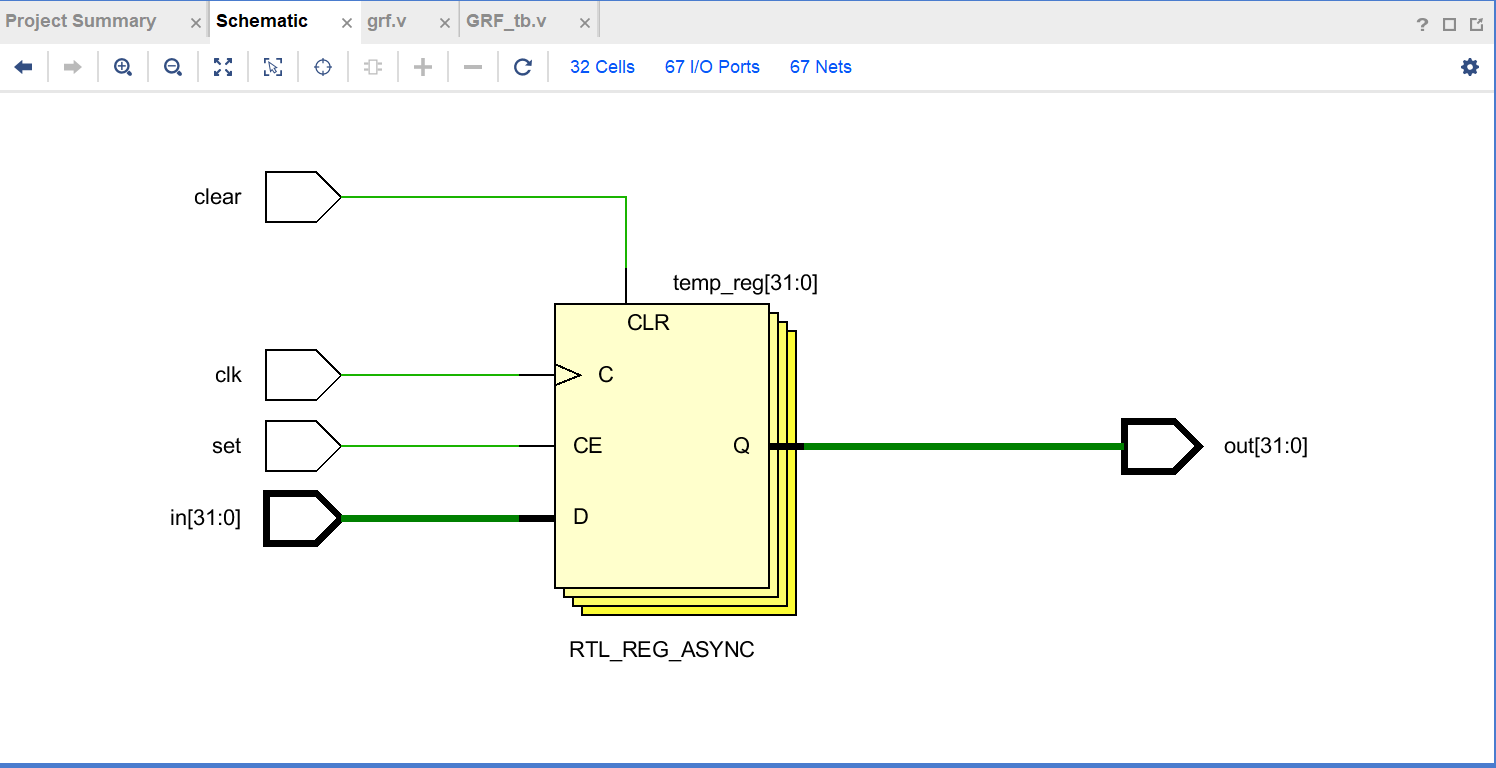 Project Summary × Schematic × grf.v × GRF_tb.v ×
?
32 Cells 67 I/O Ports 67 Nets
clear
temp_reg[31:0]
CLR
clk
C
set
CE
Q
out[31:0]
in[31:0]
D
RTL_REG_ASYNC